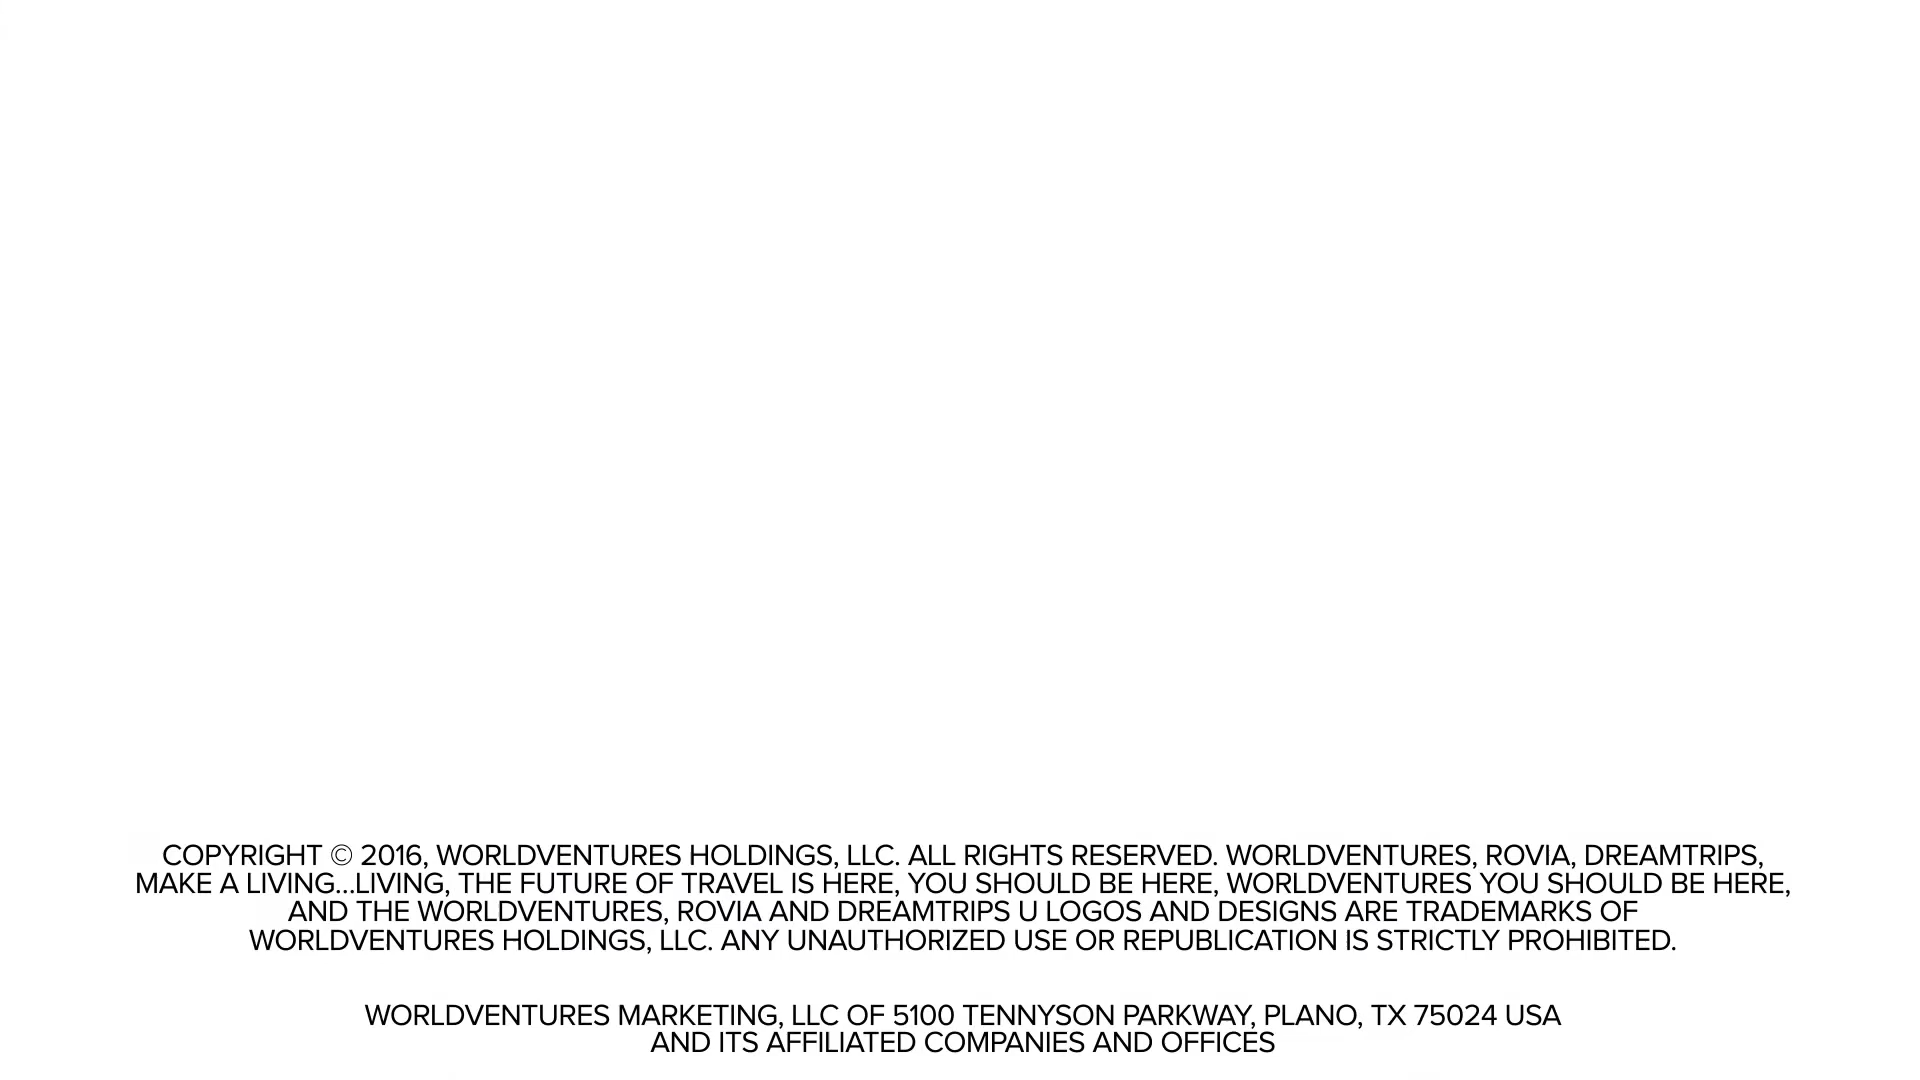 COPYRIGHT © 2016, WORLDVENTURES HOLDINGS, LLC. ALL RIGHTS RESERVED. WORLDVENTURES, ROVIA, DREAMTRIPS,
MAKE A LIVING...LIVING, THE FUTURE OF TRAVEL IS HERE, YOU SHOULD BE HERE, WORLDVENTURES YOU SHOULD BE HERE,
AND THE WORLDVENTURES, ROVIA AND DREAMTRIPS U LOGOS AND DESIGNS ARE TRADEMARKS OF
WORLDVENTURES HOLDINGS, LLC. ANY UNAUTHORIZED USE OR REPUBLICATION IS STRICTLY PROHIBITED.
WORLDVENTURES MARKETING, LLC OF 5100 TENNYSON PARKWAY, PLANO, TX 75024 USA
AND ITS AFFILIATED COMPANIES AND OFFICES